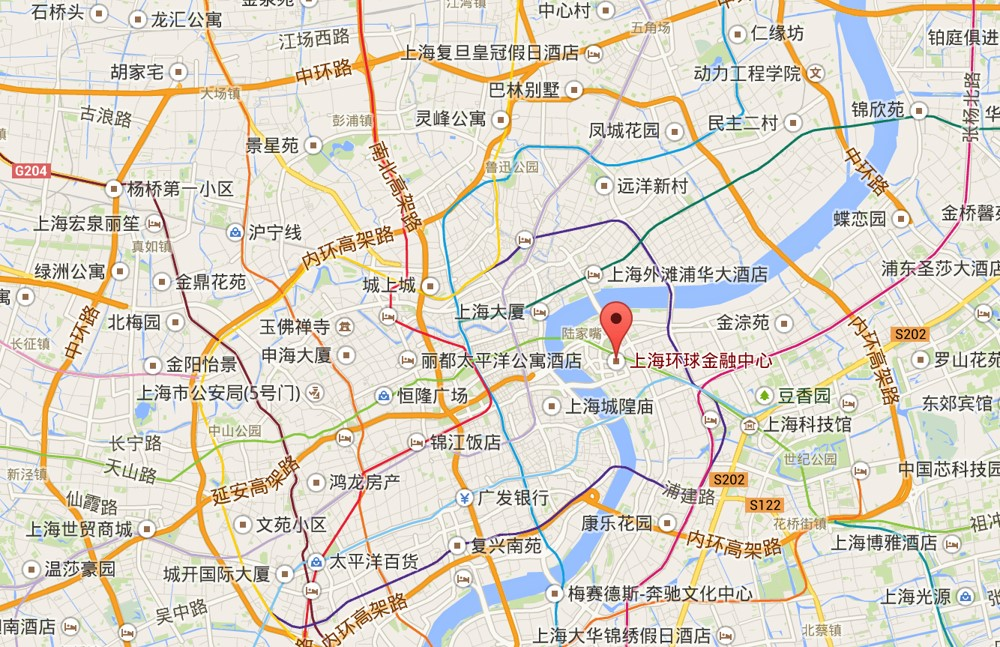 石桥头
龙汇公寓
江湾镇
中心村
五角场
仁缘坊
江场西路
上海复旦皇冠假日酒店
胡家宅
中环路
动力工程学院
巴林别墅
大场镇
古浪路
彭浦镇
灵峰公寓
凤城花园
民主二村
锦欣苑
张杨北路
景星苑
南北高架路
鲁迅公园
G204
杨桥第一小区
远洋新村
中环路
上海宏泉丽笙
沪宁线
蝶恋园
真如镇
内环高架路
绿洲公寓
金鼎花苑
城上城
上海外滩浦华大酒店
浦东圣莎大酒店
北梅园
玉佛禅寺
上海大厦
陆家嘴
金淙苑
S202
中环路
长征镇
金阳怡景
申海大厦
丽都太平洋公寓酒店
上海环球金融中心
内环高架路
罗山花苑
上海市公安局(5号门)
恒隆广场
上海城隍庙
豆香园
东郊宾馆
中山公园
上海科技馆
长宁路
锦江饭店
世纪公园
天山路
新泾镇
延安高架路
鸿龙房产
中国芯科技园
S202
仙霞路
广发银行
浦建路
S122
上海世贸商城
文苑小区
康乐花园
花桥街镇
复兴南苑
内环高架路
上海博雅酒店
温莎豪园
城开国际大厦
太平洋百货
梅赛德斯-奔驰文化中心
上海光源
吴中路
内环高架路
上海大华锦绣假日酒店
北蔡镇